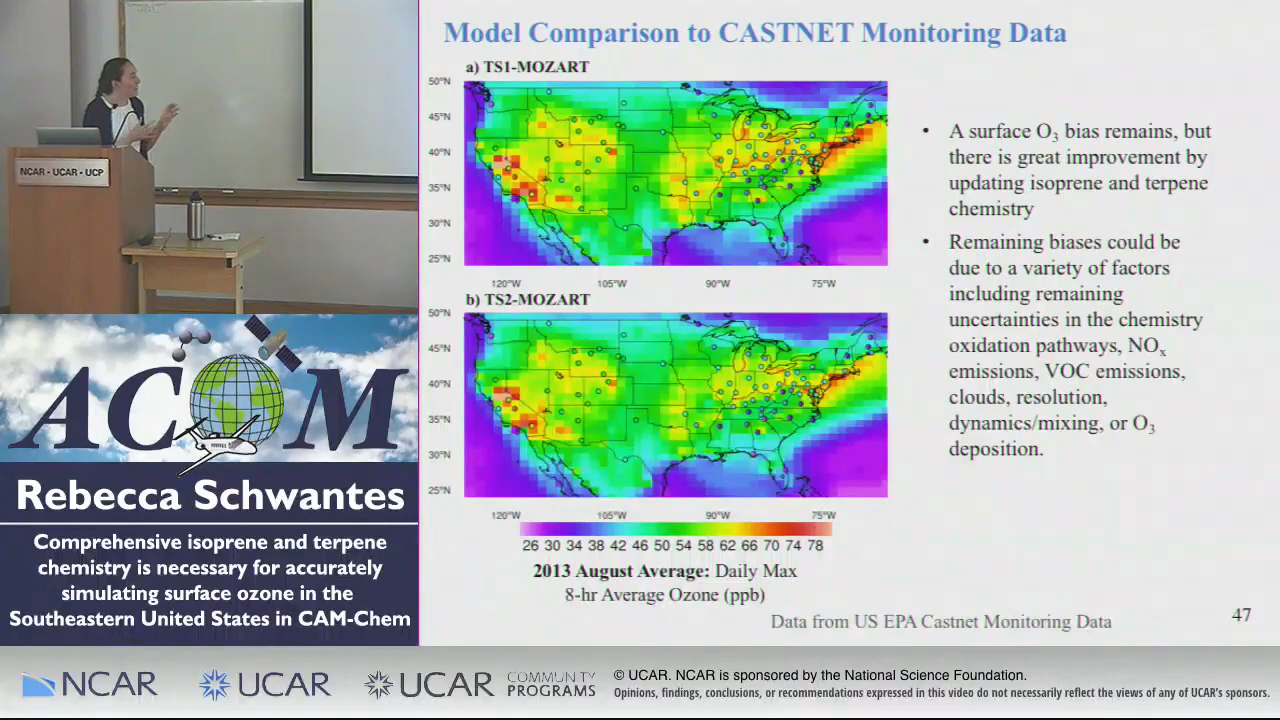 Model Comparison to CASTNET Monitoring Data
a) TS1-MOZART
50°N
45°N
40°N
35°N
30°N
25°N
120°W 105°W 90°W 75°W
b) TS2-MOZART
50°N
45°N
40°N
35°N
30°N
25°N
120°W 105°W 90°W 75°W
26 30 34 38 42 46 50 54 58 62 66 70 74 78
2013 August Average: Daily Max
8-hr Average Ozone (ppb)
• A surface O₃ bias remains, but
there is great improvement by
updating isoprene and terpene
chemistry
• Remaining biases could be
due to a variety of factors
including remaining
uncertainties in the chemistry
oxidation pathways, NOₓ
emissions, VOC emissions,
clouds, resolution,
dynamics/mixing, or O₃
deposition.
Data from US EPA Castnet Monitoring Data
47
NCAR - UCAR - UCP
ACOM
Rebecca Schwantes
Comprehensive isoprene and terpene
chemistry is necessary for accurately
simulating surface ozone in the
Southeastern United States in CAM-Chem
NCAR
UCAR
UCAR
COMMUNITY
PROGRAMS
© UCAR. NCAR is sponsored by the National Science Foundation.
Opinions, findings, conclusions, or recommendations expressed in this video do not necessarily reflect the views of any of UCAR's sponsors.